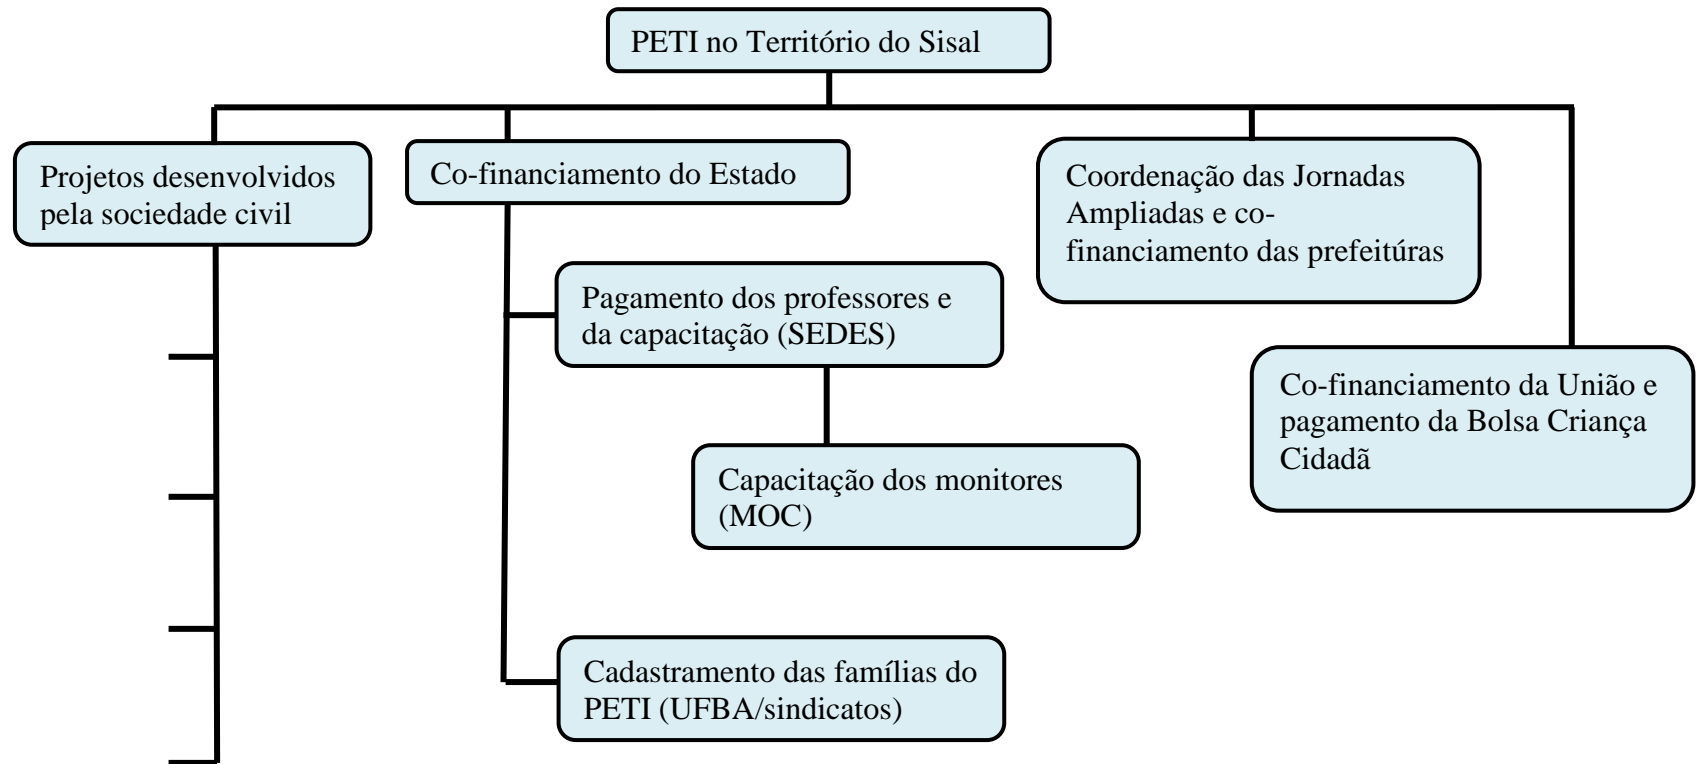 PETI no Território do Sisal
Projetos desenvolvidos
pela sociedade civil
Co-financiamento do Estado
Coordenação das Jornadas
Ampliadas e co-
financiamento das prefeitúras
Pagamento dos professores e
da capacitação (SEDES)
Co-financiamento da União e
pagamento da Bolsa Criança
Cidadã
Capacitação dos monitores
(MOC)
Cadastramento das famílias do
PETI (UFBA/sindicatos)